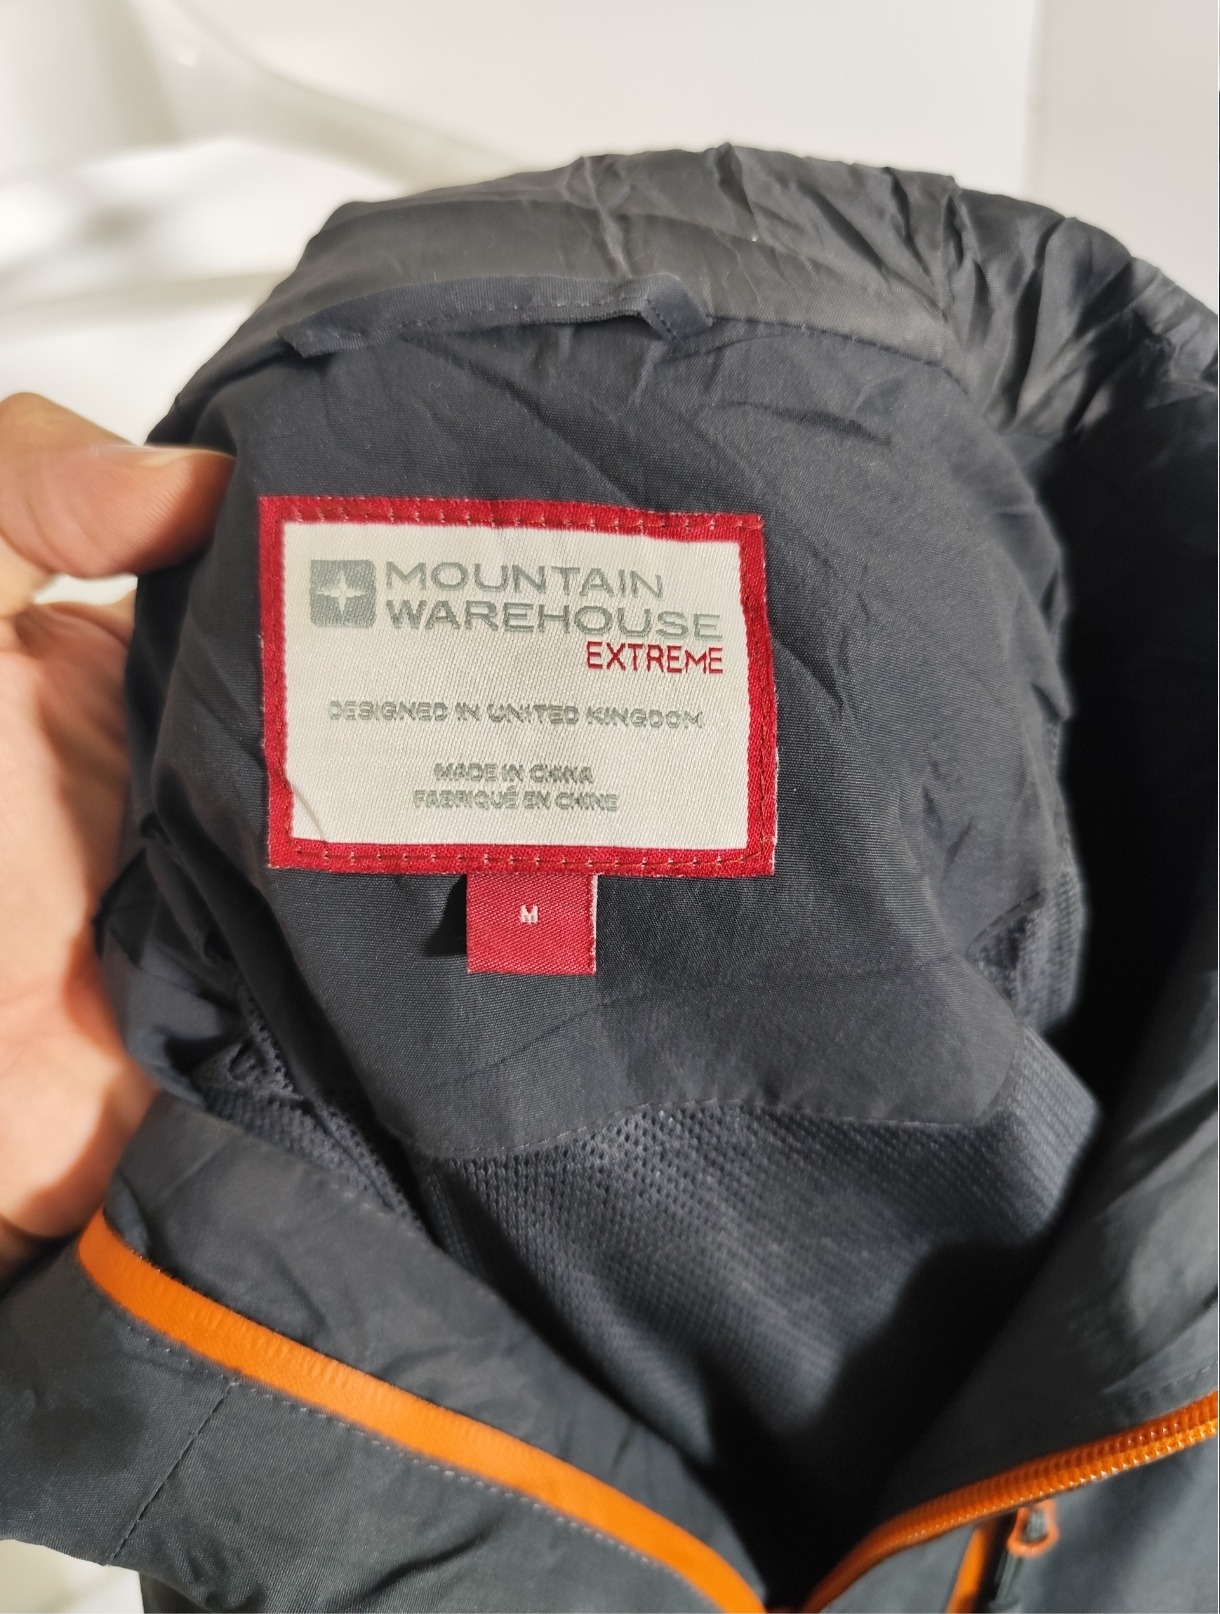 MOUNTAIN
WAREHOUSE
EXTREME
DESIGNED IN UNITED KINGDOM
MADE IN CHINA
FABRIQUÉ EN CHINE
M